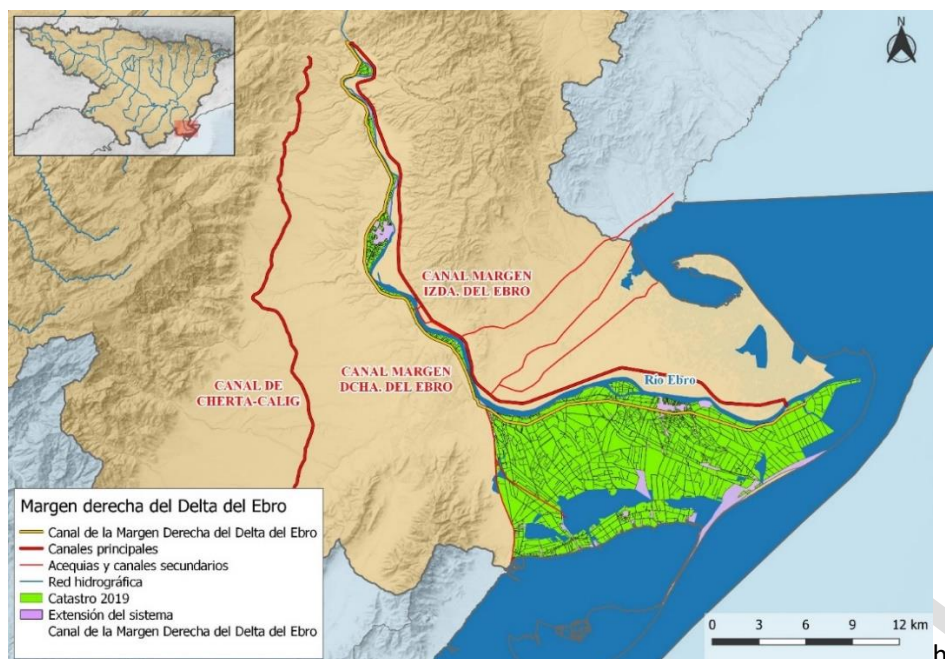 N
CANAL MARGEN
IZDA. DEL EBRO
CANAL MARGEN
DCHA. DEL EBRO
Río Ebro
CANAL DE
CHERTA-CALIG
Margen derecha del Delta del Ebro
Canal de la Margen Derecha del Delta del Ebro
Canales principales
Acequias y canales secundarios
Red hidrográfica
Catastro 2019
Extensión del sistema
Canal de la Margen Derecha del Delta del Ebro
0 3 6 9 12 km
b